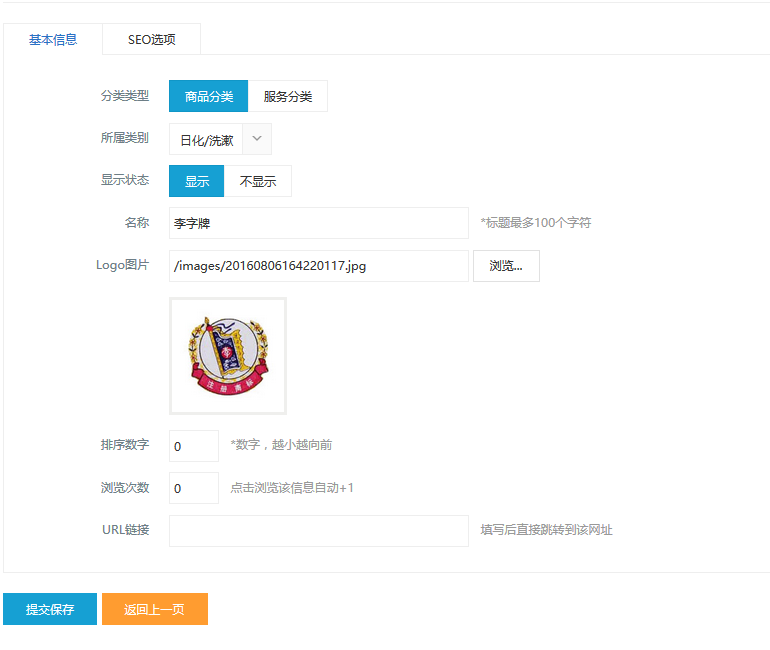 基本信息 SEO选项
分类类型 商品分类 服务分类
所属类别 日化/洗漱
显示状态 显示 不显示
名称 李字牌 *标题最多100个字符
Logo图片 /images/20160806164220117.jpg 浏览...
李
注册商标
排序数字 0 *数字，越小越向前
浏览次数 0 点击浏览该信息自动+1
URL链接 填写后直接跳转到该网址
提交保存 返回上一页